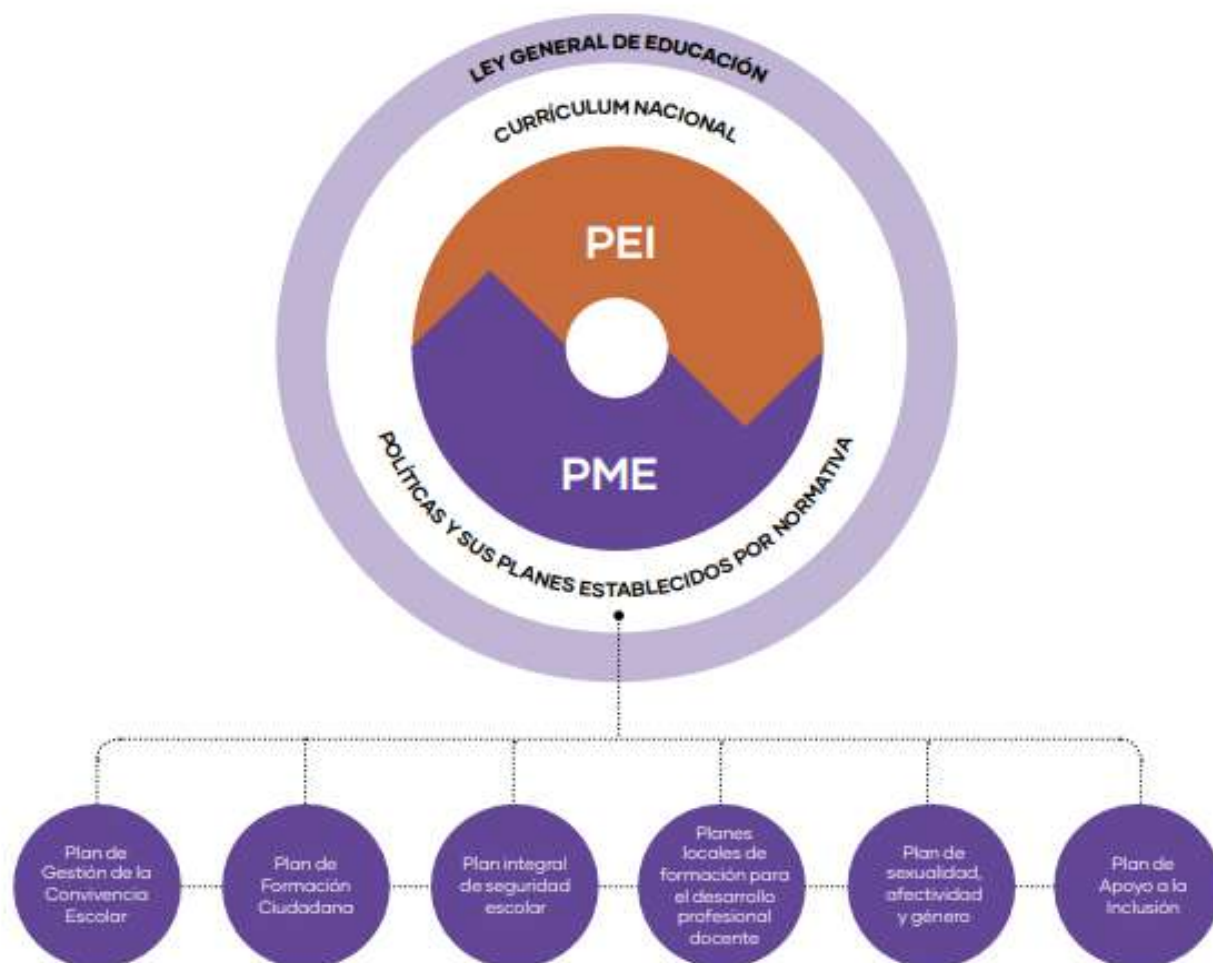 LEY GENERAL DE EDUCACIÓN
CURRÍCULUM NACIONAL
PEI
PME
POLÍTICAS Y SUS PLANES ESTABLECIDOS POR NORMATIVA
Plan de
Gestión de la
Convivencia
Escolar
Plan de
Formación
Ciudadana
Plan integral
de seguridad
escolar
Planes
locales de
formación para
el desarrollo
profesional
docente
Plan de
sexualidad,
afectividad
y género
Plan de
Apoyo a la
Inclusión